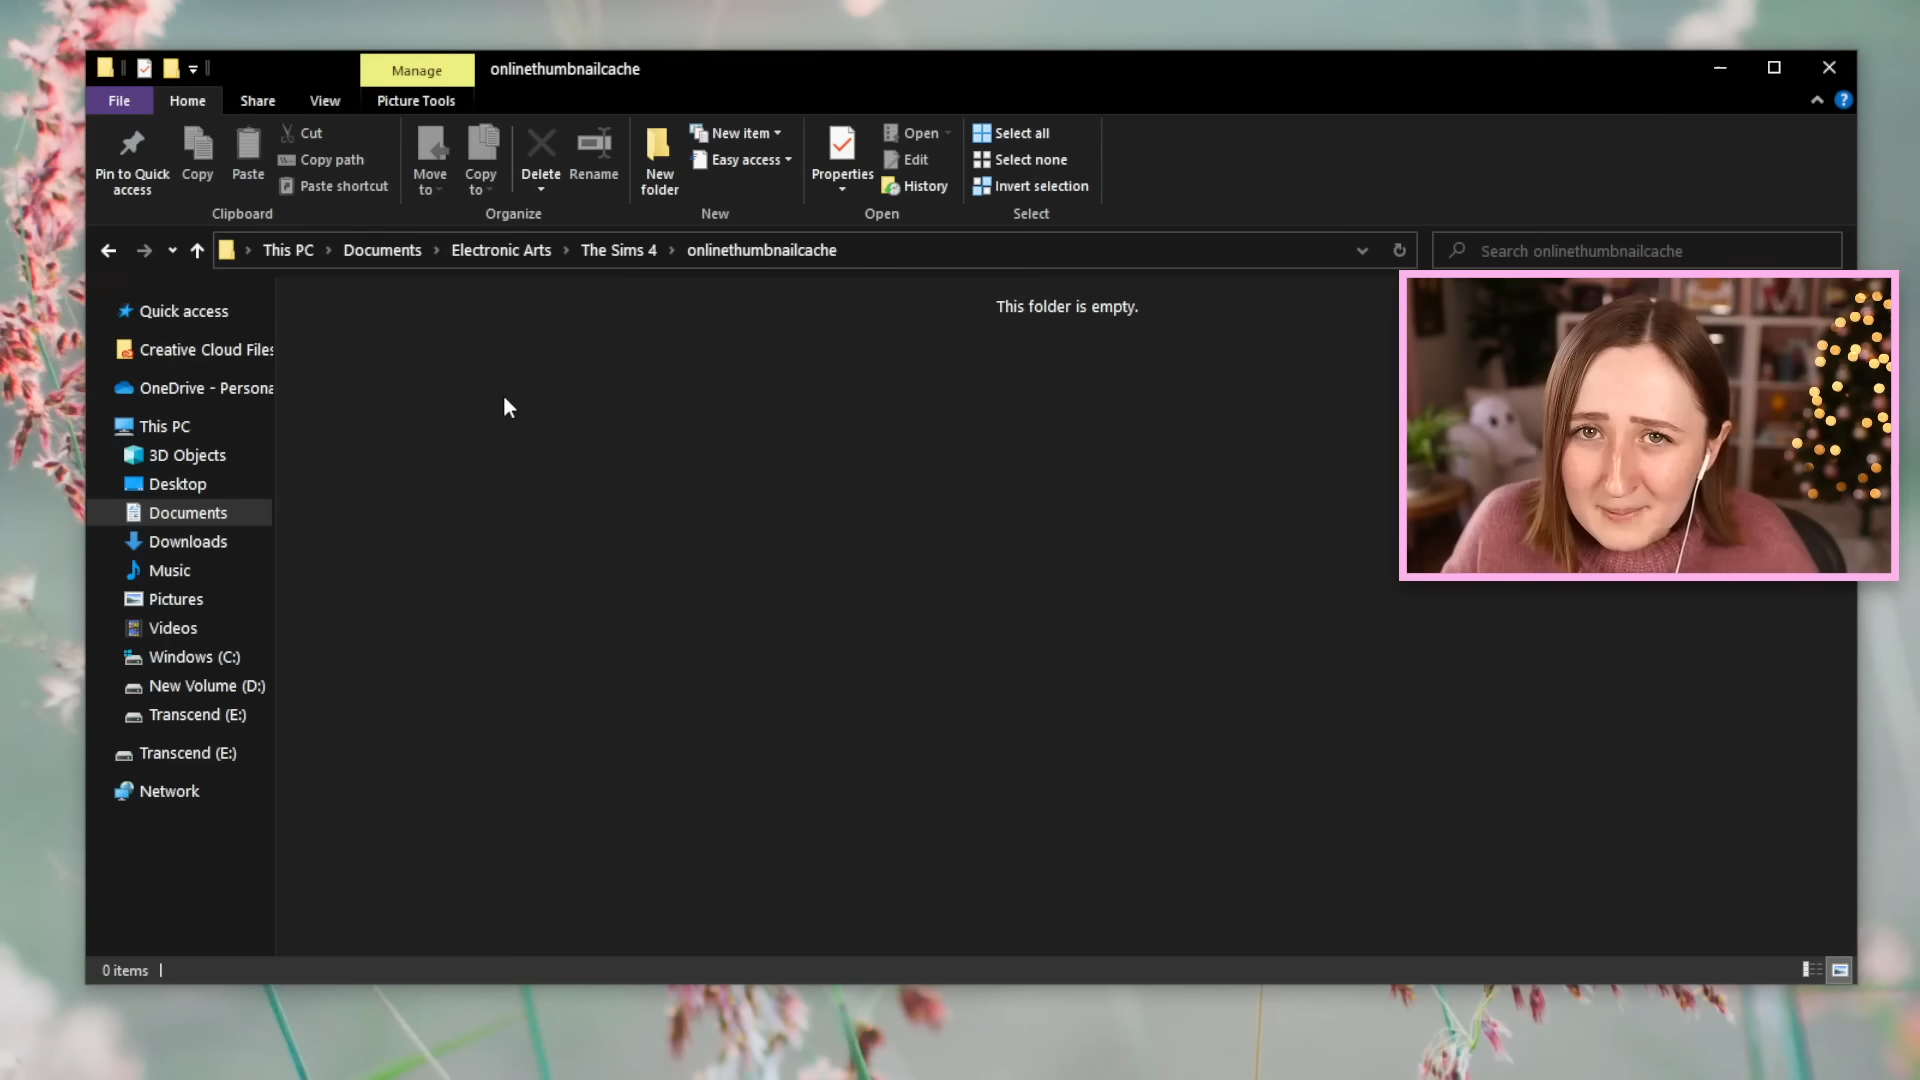 Manage
onlinethumbnailcache
File
Home
Share
View
Picture Tools
Pin to Quick access
Copy
Paste
Cut
Copy path
Paste shortcut
Clipboard
Move to
Copy to
Delete
Rename
Organize
New folder
New item
Easy access
New
Properties
Open
Edit
History
Open
Select all
Select none
Invert selection
Select
This PC > Documents > Electronic Arts > The Sims 4 > onlinethumbnailcache
Search onlinethumbnailcache
This folder is empty.
Quick access
Creative Cloud Files
OneDrive - Persona
This PC
3D Objects
Desktop
Documents
Downloads
Music
Pictures
Videos
Windows (C:)
New Volume (D:)
Transcend (E:)
Transcend (E:)
Network
0 items